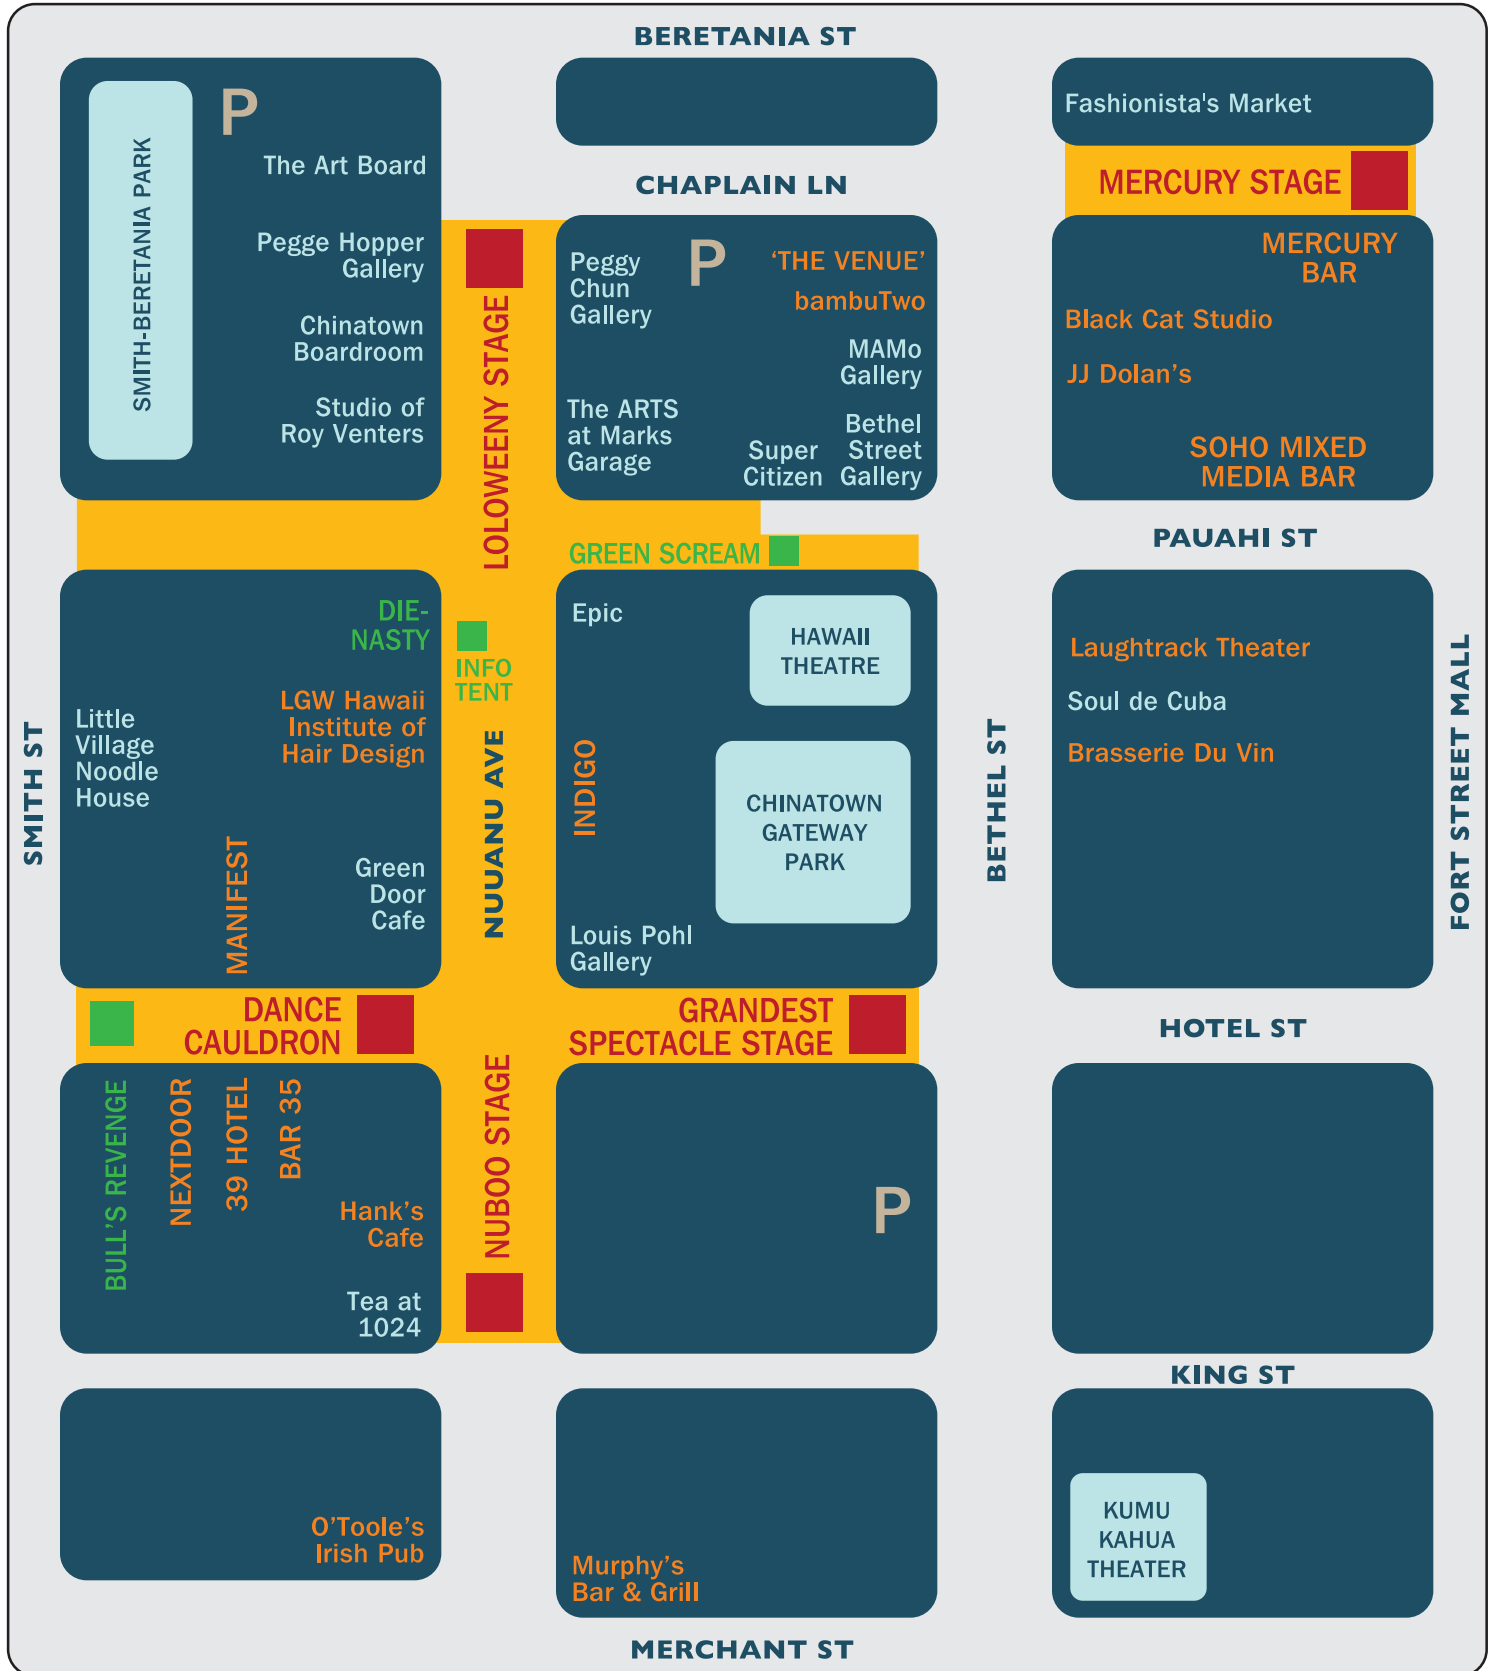 BERETANIA ST
SMITH-BERETANIA PARK
P
The Art Board
Pegge Hopper
Gallery
Chinatown
Boardroom
Studio of
Roy Venters
LOLOWEENY STAGE
CHAPLAIN LN
Peggy
Chun
Gallery
P
‘THE VENUE’
bambuTwo
MAMo
Gallery
The ARTS
at Marks
Garage
Super
Citizen
Bethel
Street
Gallery
Fashionista's Market
MERCURY STAGE
MERCURY
BAR
Black Cat Studio
JJ Dolan’s
SOHO MIXED
MEDIA BAR
GREEN SCREAM
PAUAHI ST
SMITH ST
DIE-
NASTY
INFO
TENT
LGW Hawaii
Institute of
Hair Design
Little
Village
Noodle
House
MANIFEST
Green
Door
Cafe
NUUANU AVE
Epic
HAWAII
THEATRE
INDIGO
CHINATOWN
GATEWAY
PARK
Louis Pohl
Gallery
BETHEL ST
Laughtrack Theater
Soul de Cuba
Brasserie Du Vin
FORT STREET MALL
DANCE
CAULDRON
GRANDEST
SPECTACLE STAGE
HOTEL ST
BULL’S REVENGE
NEXTDOOR
39 HOTEL
BAR 35
Hank’s
Cafe
Tea at
1024
NUBOO STAGE
P
KING ST
O’Toole’s
Irish Pub
Murphy’s
Bar & Grill
KUMU
KAHUA
THEATER
MERCHANT ST